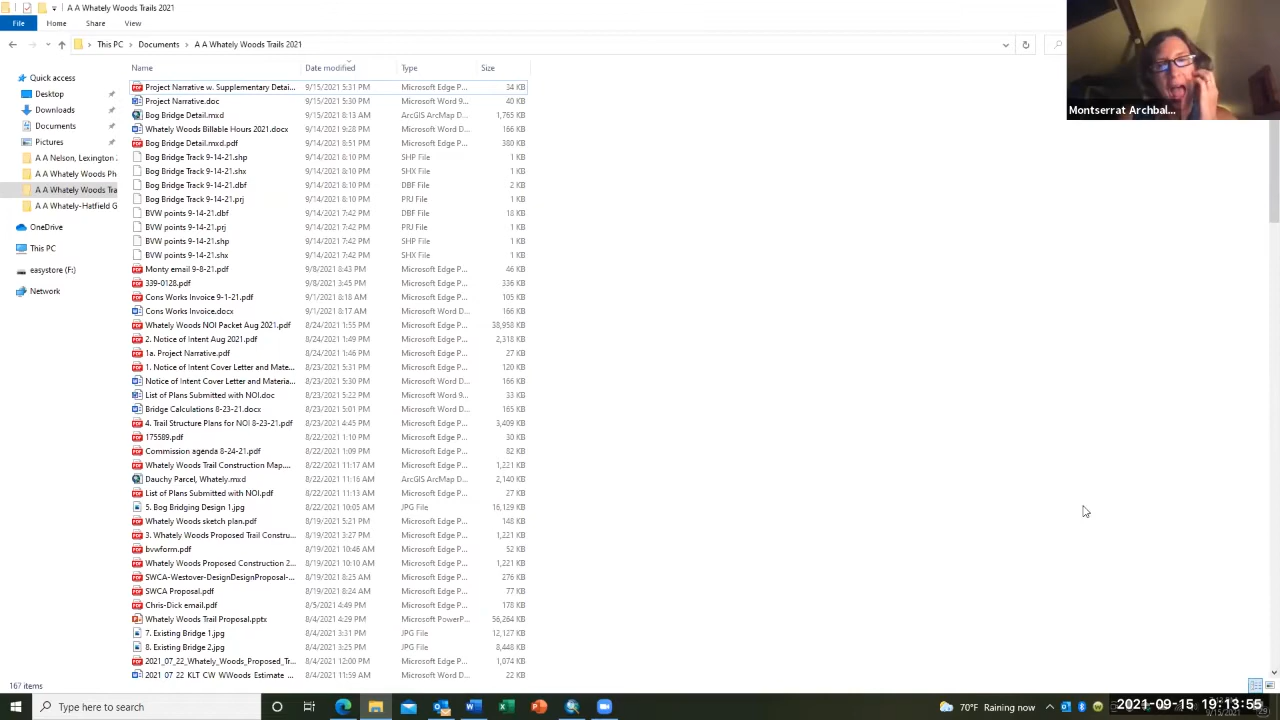 A A Whately Woods Trails 2021
File Home Share View
This PC Documents A A Whately Woods Trails 2021
Name Date modified Type Size
Quick access
Desktop
Downloads
Documents
Pictures
A A Nelson, Lexington
A A Whately Woods Ph
A A Whately Woods Tra
A A Whately-Hatfield G
OneDrive
This PC
easystore (F:)
Network
Project Narrative w. Supplementary Detai... 9/15/2021 5:31 PM Microsoft Edge P... 34 KB
Project Narrative.doc 9/15/2021 5:30 PM Microsoft Word 9... 40 KB
Bog Bridge Detail.mxd 9/15/2021 8:13 AM ArcGIS ArcMap D... 1,765 KB
Whately Woods Billable Hours 2021.docx 9/14/2021 9:28 PM Microsoft Word D... 166 KB
Bog Bridge Detail.mxd.pdf 9/14/2021 8:51 PM Microsoft Edge P... 380 KB
Bog Bridge Track 9-14-21.shp 9/14/2021 8:10 PM SHP File 1 KB
Bog Bridge Track 9-14-21.shx 9/14/2021 8:10 PM SHX File 1 KB
Bog Bridge Track 9-14-21.dbf 9/14/2021 8:10 PM DBF File 2 KB
Bog Bridge Track 9-14-21.prj 9/14/2021 8:10 PM PRJ File 1 KB
BVW points 9-14-21.dbf 9/14/2021 7:42 PM DBF File 18 KB
BVW points 9-14-21.prj 9/14/2021 7:42 PM PRJ File 1 KB
BVW points 9-14-21.shp 9/14/2021 7:42 PM SHP File 1 KB
BVW points 9-14-21.shx 9/14/2021 7:42 PM SHX File 1 KB
Monty email 9-8-21.pdf 9/8/2021 8:43 PM Microsoft Edge P... 46 KB
339-0128.pdf 9/8/2021 3:45 PM Microsoft Edge P... 336 KB
Cons Works Invoice 9-1-21.pdf 9/1/2021 8:18 AM Microsoft Edge P... 105 KB
Cons Works Invoice.docx 9/1/2021 8:17 AM Microsoft Word D... 166 KB
Whately Woods NOI Packet Aug 2021.pdf 8/24/2021 1:55 PM Microsoft Edge P... 38,958 KB
2. Notice of Intent Aug 2021.pdf 8/24/2021 1:49 PM Microsoft Edge P... 2,318 KB
1a. Project Narrative.pdf 8/24/2021 1:46 PM Microsoft Edge P... 27 KB
1. Notice of Intent Cover Letter and Mate... 8/23/2021 5:31 PM Microsoft Edge P... 120 KB
Notice of Intent Cover Letter and Materia... 8/23/2021 5:30 PM Microsoft Word D... 166 KB
List of Plans Submitted with NOI.doc 8/23/2021 5:22 PM Microsoft Word 9... 33 KB
Bridge Calculations 8-23-21.docx 8/23/2021 5:01 PM Microsoft Word D... 165 KB
4. Trail Structure Plans for NOI 8-23-21.pdf 8/23/2021 4:45 PM Microsoft Edge P... 3,409 KB
175589.pdf 8/22/2021 1:10 PM Microsoft Edge P... 30 KB
Commission agenda 8-24-21.pdf 8/22/2021 1:09 PM Microsoft Edge P... 82 KB
Whately Woods Trail Construction Map.... 8/22/2021 11:17 AM Microsoft Edge P... 1,221 KB
Dauchy Parcel, Whately.mxd 8/22/2021 11:16 AM ArcGIS ArcMap D... 2,140 KB
List of Plans Submitted with NOI.pdf 8/22/2021 11:13 AM Microsoft Edge P... 27 KB
5. Bog Bridging Design 1.jpg 8/22/2021 10:05 AM JPG File 16,129 KB
Whately Woods sketch plan.pdf 8/19/2021 5:21 PM Microsoft Edge P... 148 KB
3. Whately Woods Proposed Trail Constru... 8/19/2021 3:27 PM Microsoft Edge P... 1,221 KB
bvwform.pdf 8/19/2021 10:46 AM Microsoft Edge P... 52 KB
Whately Woods Proposed Construction 2... 8/19/2021 10:10 AM Microsoft Edge P... 1,221 KB
SWCA-Westover-DesignDesignProposal-... 8/19/2021 8:25 AM Microsoft Edge P... 276 KB
SWCA Proposal.pdf 8/19/2021 8:24 AM Microsoft Edge P... 77 KB
Chris-Dick email.pdf 8/5/2021 4:49 PM Microsoft Edge P... 178 KB
Whately Woods Trail Proposal.pptx 8/4/2021 4:29 PM Microsoft PowerP... 56,264 KB
7. Existing Bridge 1.jpg 8/4/2021 3:31 PM JPG File 12,127 KB
8. Existing Bridge 2.jpg 8/4/2021 3:25 PM JPG File 8,448 KB
2021_07_22_Whately_Woods_Proposed_Tr... 8/4/2021 12:00 PM Microsoft Edge P... 1,074 KB
2021_07_22_KLT_CW_WWoods_Estimate_... 8/4/2021 11:59 AM Microsoft Word D... 22 KB
167 items
Montserrat Archbal...
Type here to search
70°F Raining now
2021-09-15 19:13:55